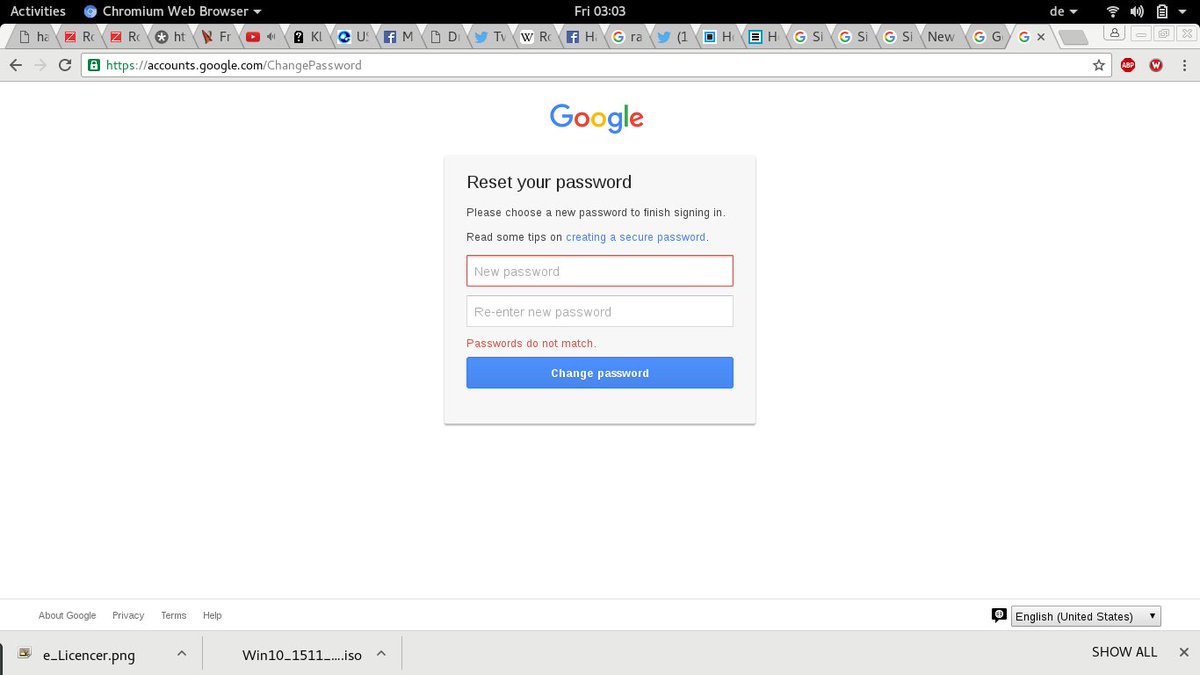 Activities Chromium Web Browser Fri 03:03 de
ha Ro Ro ht Fr Kl US M Di Tw Ro Ha ra (1 Ho Ho Si Si Si New G
https://accounts.google.com/ChangePassword ABP W
Google
Reset your password
Please choose a new password to finish signing in.
Read some tips on creating a secure password.
New password
Re-enter new password
Passwords do not match.
Change password
About Google Privacy Terms Help English (United States)
e_Licencer.png Win10_1511_....iso SHOW ALL